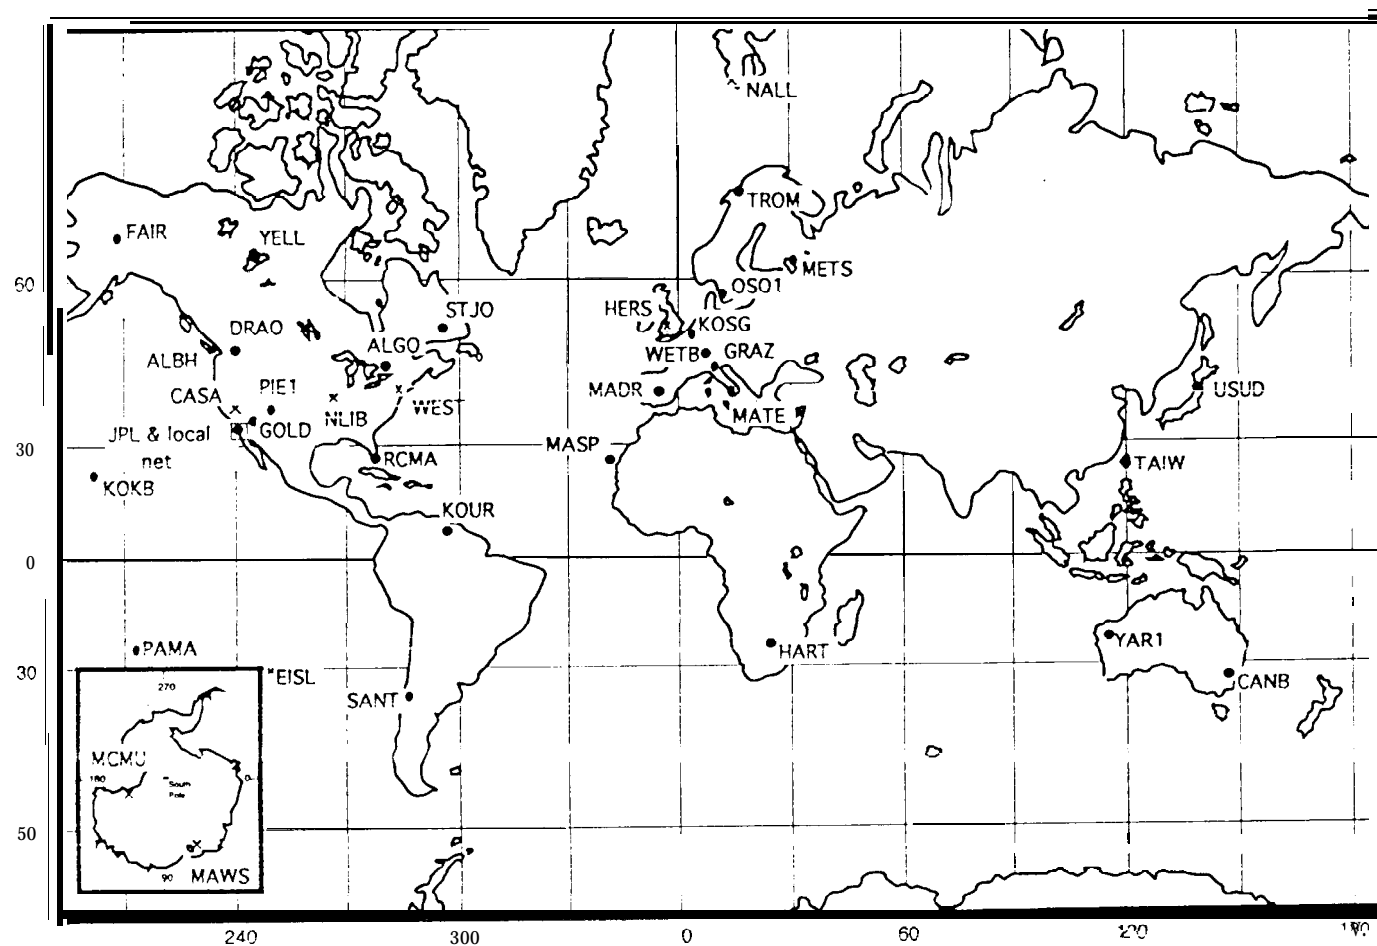 NALL
TROM
FAIR
YELL
METS
60
OSO1
HERS
STJO
KOSG
DRAO
ALGO
WETB
GRAZ
ALBH
PIE1
CASA
MADR
USUD
WEST
NLIB
MATE
JPL & local
net
GOLD
MASP
30
RCMA
TAIW
KOKB
KOUR
0
YAR1
PAMA
HART
30
EISL
CANB
270
SANT
MCMU
180
0
South
Pole
50
90
MAWS
240
300
0
60
120